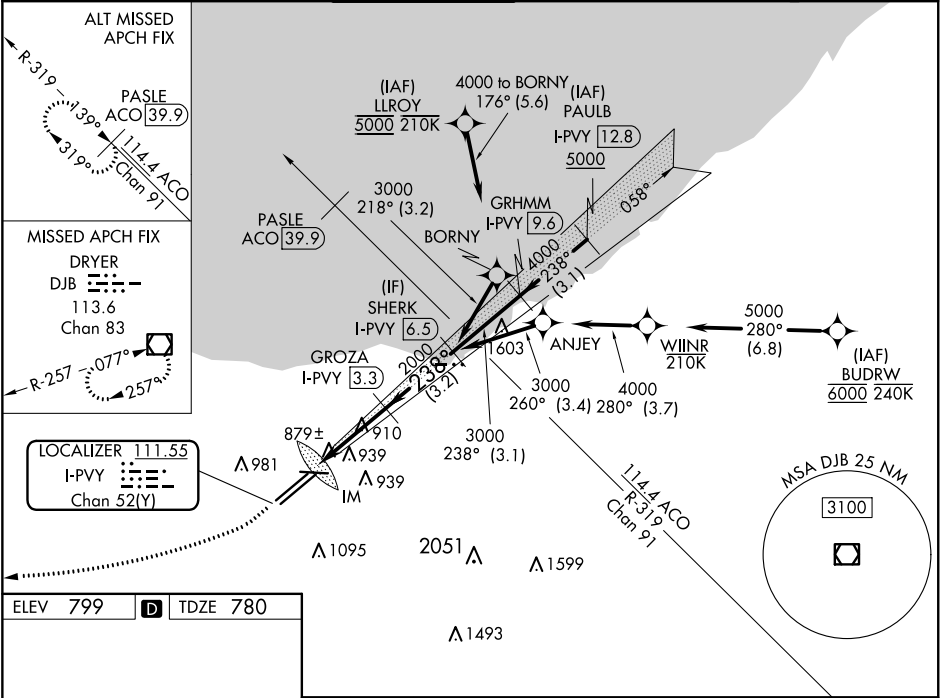 ALT MISSED
APCH FIX
R-319
139°
PASLE
ACO 39.9
319°
114.4 ACO
Chan 91
MISSED APCH FIX
DRYER
DJB
113.6
Chan 83
R-257
077°
257°
LOCALIZER 111.55
I-PVY
Chan 52(Y)
(IAF)
LLROY
5000 210K
4000 to BORNY
176° (5.6)
(IAF)
PAULB
I-PVY 12.8
5000
3000
218° (3.2)
PASLE
ACO 39.9
GRHMM
I-PVY 9.6
BORNY
058°
4000
238°
(3.1)
(IF)
SHERK
I-PVY 6.5
1603
ANJEY
WIINR
210K
5000
280°
(6.8)
(IAF)
BUDRW
6000 240K
GROZA
I-PVY 3.3
2000
238°
(3.2)
3000
260° (3.4)
4000
280° (3.7)
3000
238° (3.1)
879±
910
939
981
939
IM
114.4 ACO
R-319
Chan 91
MSA DJB 25 NM
3100
1095
2051
1599
1493
ELEV 799 D TDZE 780